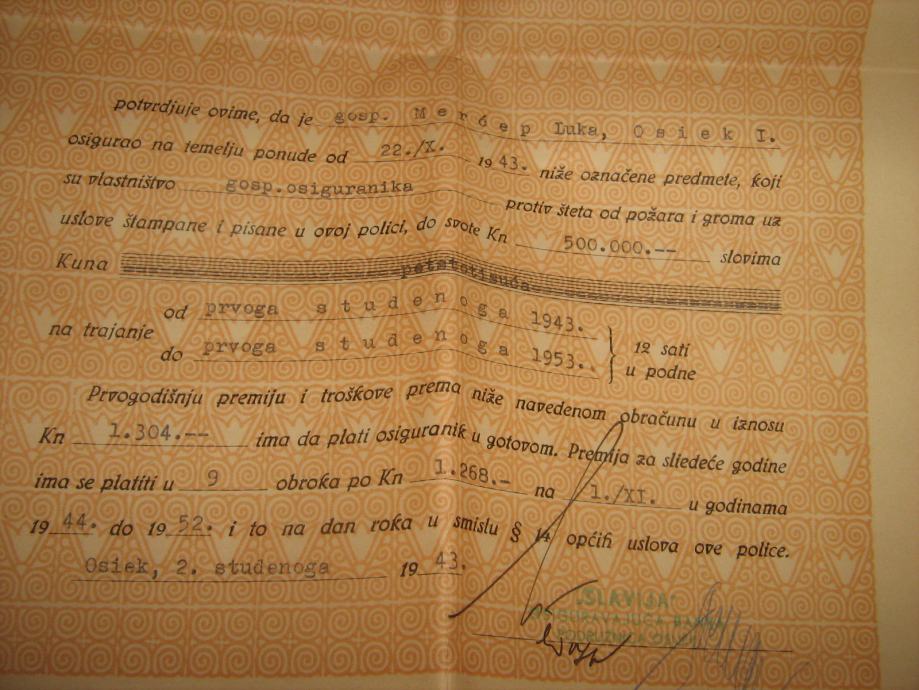 potvrdjuje ovime, da je gosp. Merćep Luka, Osiek I.
osigurao na temelju ponude od 22./X. 1943. niže označene predmete, koji
su vlastništvo gosp.osiguranika protiv šteta od požara i groma uz
uslove štampane i pisane u ovoj polici, do svote Kn 500.000.-- slovima
Kuna petstotisuća
na trajanje od prvoga studenoga 1943.
do prvoga studenoga 1953. } 12 sati u podne
Prvogodišnju premiju i troškove prema niže navedenom obračunu u iznosu
Kn 1.304.-- ima da plati osiguranik u gotovom. Premija za sliedeće godine
ima se platiti u 9 obroka po Kn 1.268.- na 1./XI. u godinama
1944. do 1952. i to na dan roka u smislu § 14 općih uslova ove police.
Osiek, 2. studenoga 1943.
„SLAVIJA"
OSIGURAVAJUĆA BANKA
PODRUŽNICA OSIEK